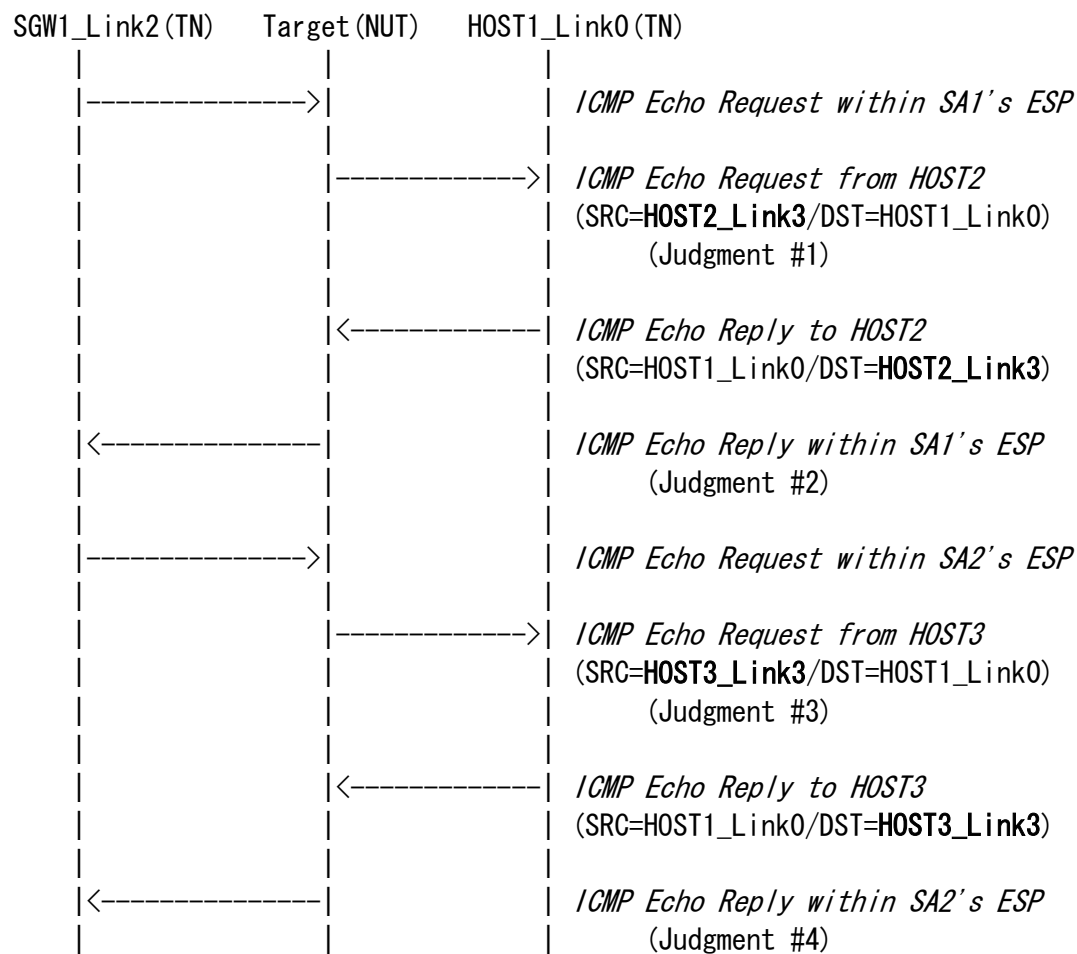 SGW1_Link2(TN) Target(NUT) HOST1_Link0(TN)
ICMP Echo Request within SA1's ESP
ICMP Echo Request from HOST2
(SRC=HOST2_Link3/DST=HOST1_Link0)
(Judgment #1)
ICMP Echo Reply to HOST2
(SRC=HOST1_Link0/DST=HOST2_Link3)
ICMP Echo Reply within SA1's ESP
(Judgment #2)
ICMP Echo Request within SA2's ESP
ICMP Echo Request from HOST3
(SRC=HOST3_Link3/DST=HOST1_Link0)
(Judgment #3)
ICMP Echo Reply to HOST3
(SRC=HOST1_Link0/DST=HOST3_Link3)
ICMP Echo Reply within SA2's ESP
(Judgment #4)